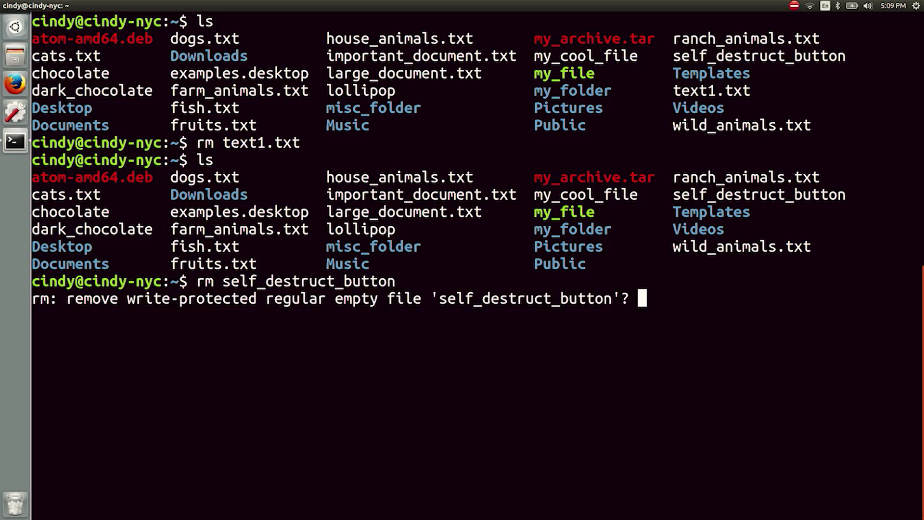 cindy@cindy-nyc: ~
En
5:09 PM
cindy@cindy-nyc:~$ ls
atom-amd64.deb dogs.txt house_animals.txt my_archive.tar ranch_animals.txt
cats.txt Downloads important_document.txt my_cool_file self_destruct_button
chocolate examples.desktop large_document.txt my_file Templates
dark_chocolate farm_animals.txt lollipop my_folder text1.txt
Desktop fish.txt misc_folder Pictures Videos
Documents fruits.txt Music Public wild_animals.txt
cindy@cindy-nyc:~$ rm text1.txt
cindy@cindy-nyc:~$ ls
atom-amd64.deb dogs.txt house_animals.txt my_archive.tar ranch_animals.txt
cats.txt Downloads important_document.txt my_cool_file self_destruct_button
chocolate examples.desktop large_document.txt my_file Templates
dark_chocolate farm_animals.txt lollipop my_folder Videos
Desktop fish.txt misc_folder Pictures wild_animals.txt
Documents fruits.txt Music Public
cindy@cindy-nyc:~$ rm self_destruct_button
rm: remove write-protected regular empty file 'self_destruct_button'?